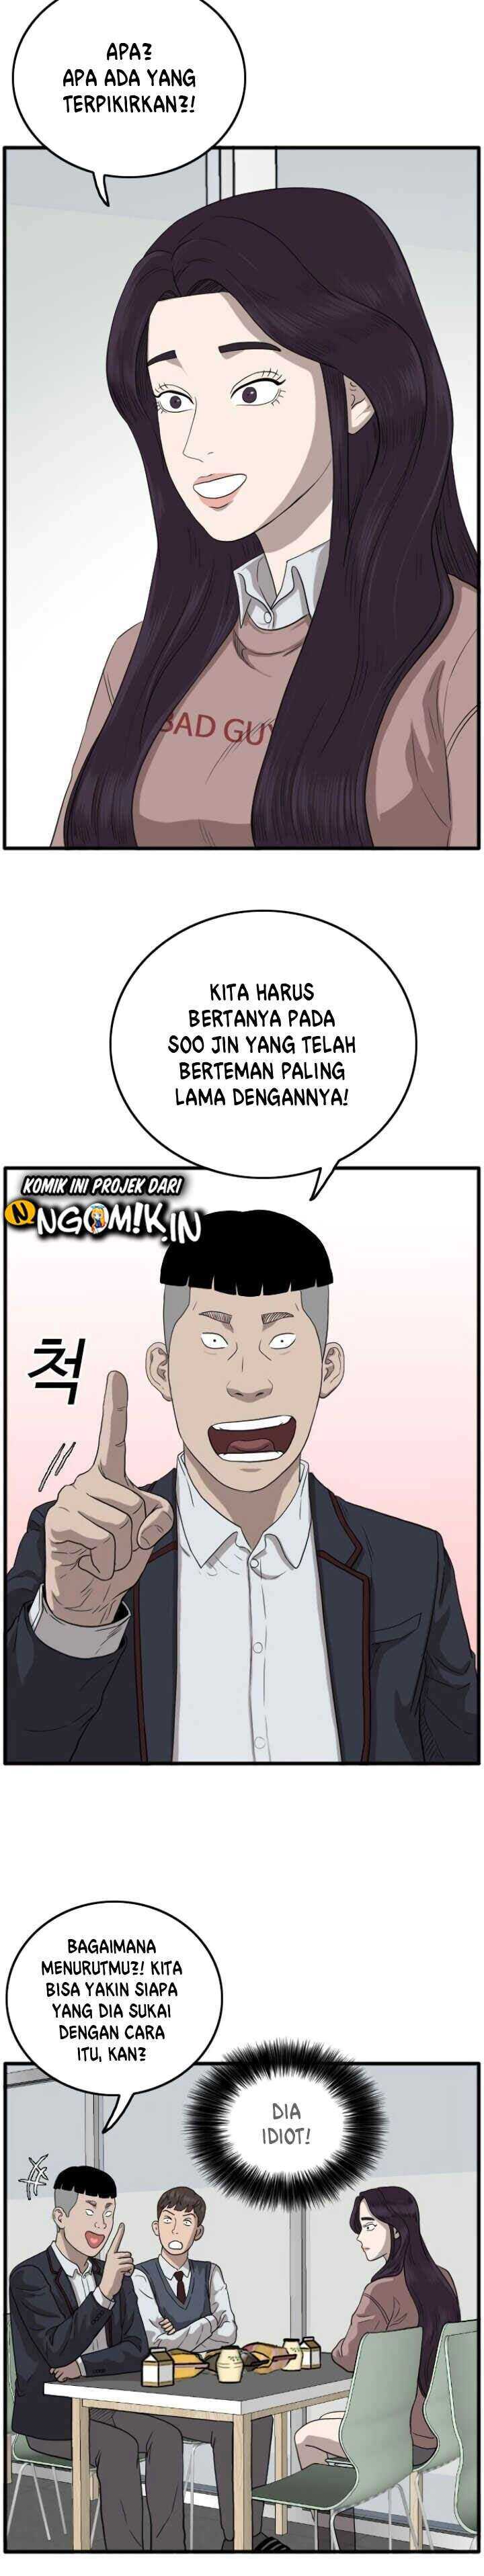 APA?
APA ADA YANG
TERPIKIRKAN?!
BAD GUY
KITA HARUS
BERTANYA PADA
SOO JIN YANG TELAH
BERTEMAN PALING
LAMA DENGANNYA!
KOMIK INI PROJEK DARI
N NGOMIK.IN
척
BAGAIMANA
MENURUTMU?! KITA
BISA YAKIN SIAPA
YANG DIA SUKAI
DENGAN CARA
ITU, KAN?
DIA
IDIOT!